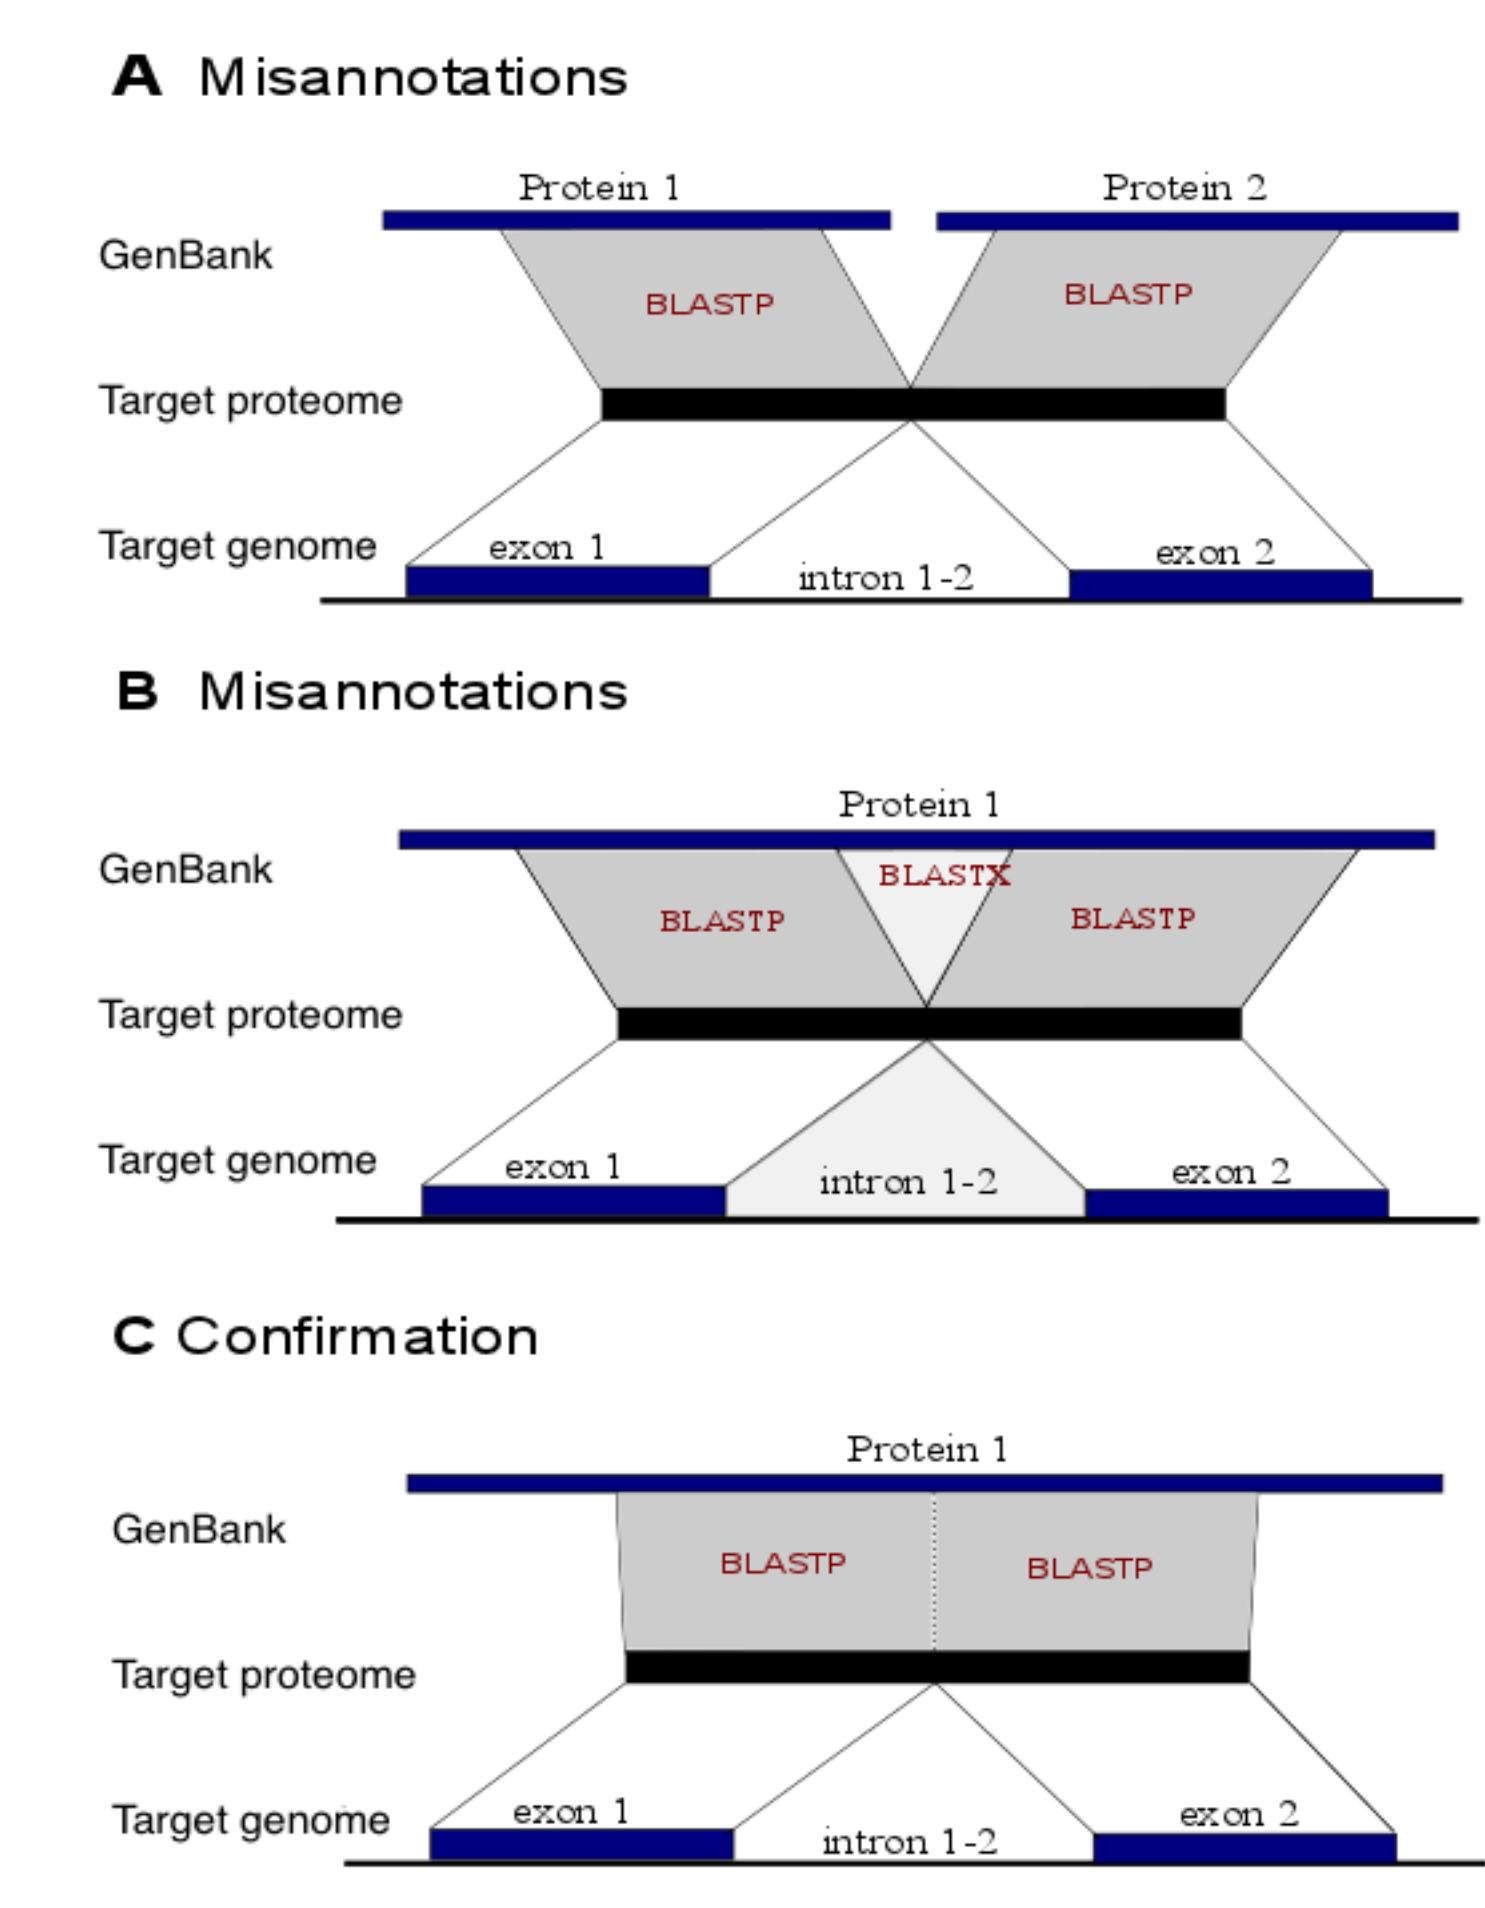 A Misannotations
Protein 1 Protein 2
GenBank
BLASTP BLASTP
Target proteome
Target genome
exon 1 exon 2
intron 1-2
B Misannotations
Protein 1
GenBank
BLASTX
BLASTP BLASTP
Target proteome
Target genome
exon 1 exon 2
intron 1-2
C Confirmation
Protein 1
GenBank
BLASTP BLASTP
Target proteome
Target genome
exon 1 exon 2
intron 1-2